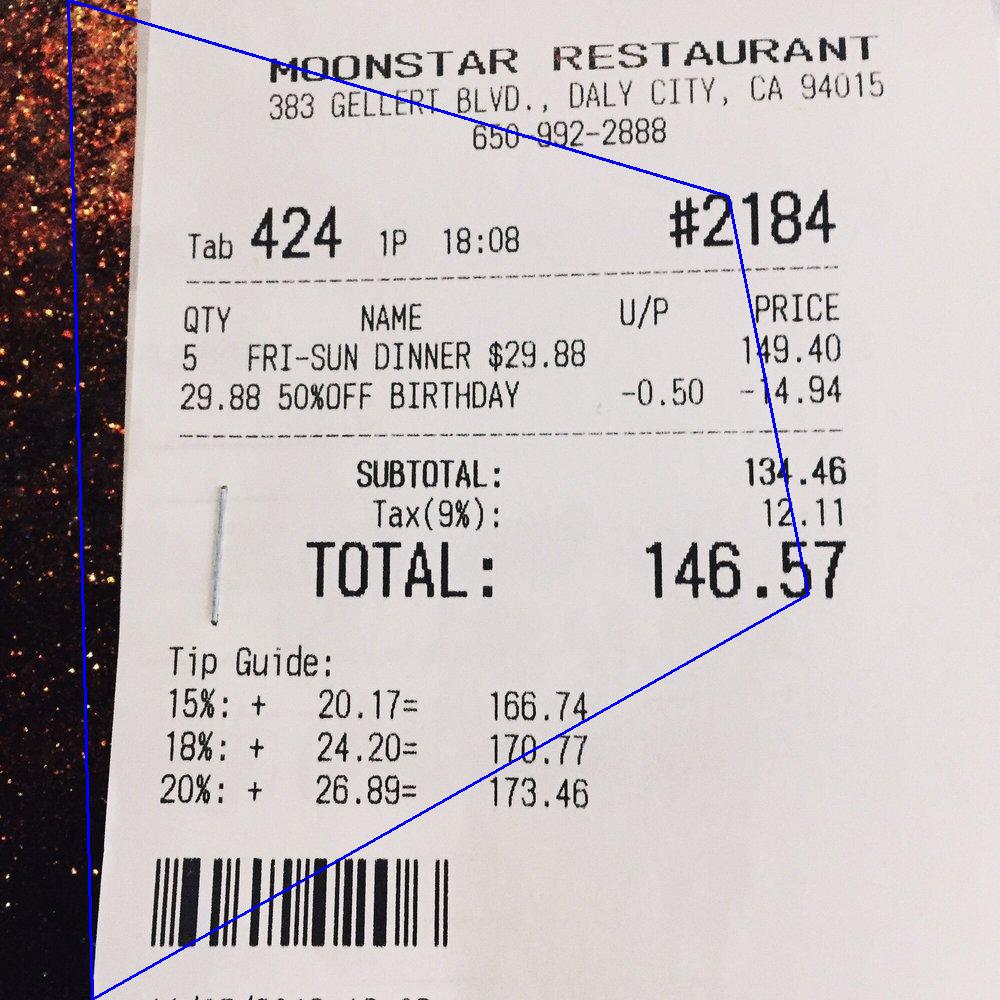 MOONSTAR RESTAURANT
383 GELLERT BLVD., DALY CITY, CA 94015
650-992-2888
Tab 424 1P 18:08 #2184
QTY NAME U/P PRICE
5 FRI-SUN DINNER $29.88 149.40
29.88 50%OFF BIRTHDAY -0.50 -14.94
SUBTOTAL: 134.46
Tax(9%): 12.11
TOTAL: 146.57
Tip Guide:
15%: + 20.17= 166.74
18%: + 24.20= 170.77
20%: + 26.89= 173.46